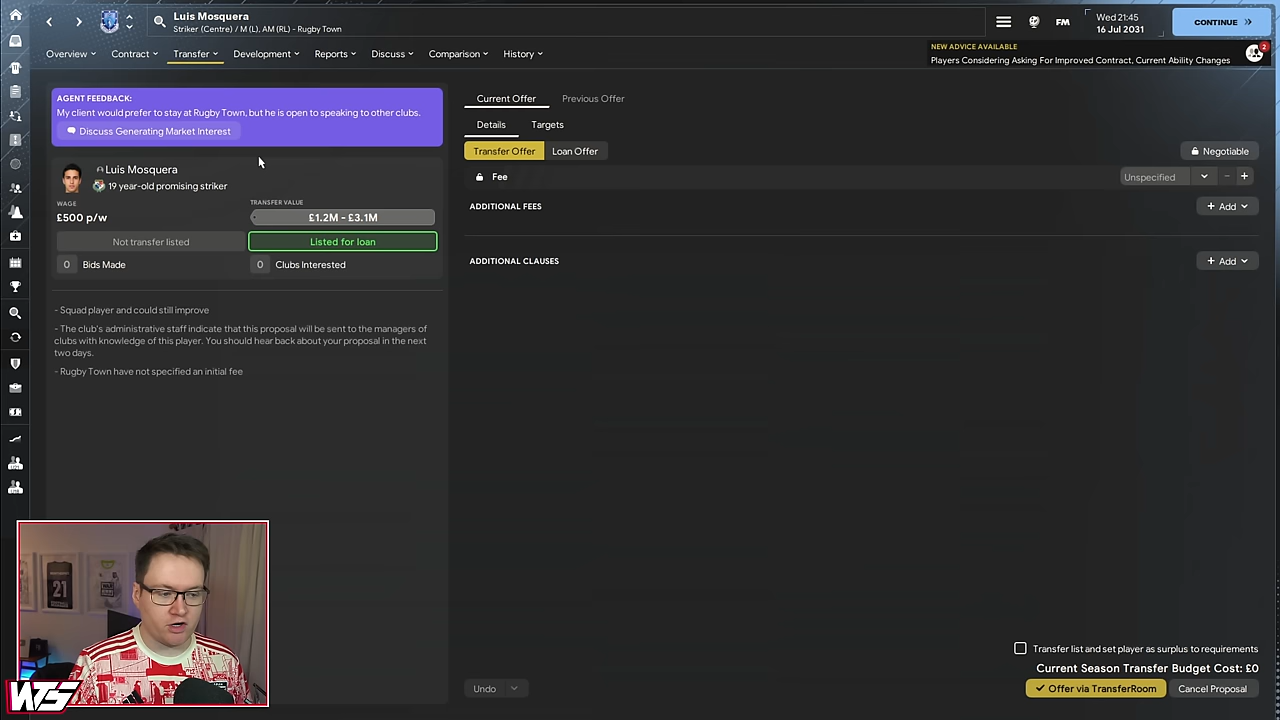 Luis Mosquera
Striker (Centre) / M (L), AM (RL) - Rugby Town
FM
Wed 21:45
16 Jul 2031
CONTINUE
Overview
Contract
Transfer
Development
Reports
Discuss
Comparison
History
NEW ADVICE AVAILABLE
Players Considering Asking For Improved Contract, Current Ability Changes
2
AGENT FEEDBACK:
My client would prefer to stay at Rugby Town, but he is open to speaking to other clubs.
Discuss Generating Market Interest
Luis Mosquera
19 year-old promising striker
WAGE
£500 p/w
TRANSFER VALUE
£1.2M - £3.1M
Not transfer listed
Listed for loan
0 Bids Made
0 Clubs Interested
- Squad player and could still improve
- The club's administrative staff indicate that this proposal will be sent to the managers of
clubs with knowledge of this player. You should hear back about your proposal in the next
two days.
- Rugby Town have not specified an initial fee
Current Offer
Previous Offer
Details
Targets
Transfer Offer
Loan Offer
Negotiable
Fee
Unspecified
ADDITIONAL FEES
+ Add
ADDITIONAL CLAUSES
+ Add
Transfer list and set player as surplus to requirements
Current Season Transfer Budget Cost: £0
Undo
Offer via TransferRoom
Cancel Proposal
21
WTS